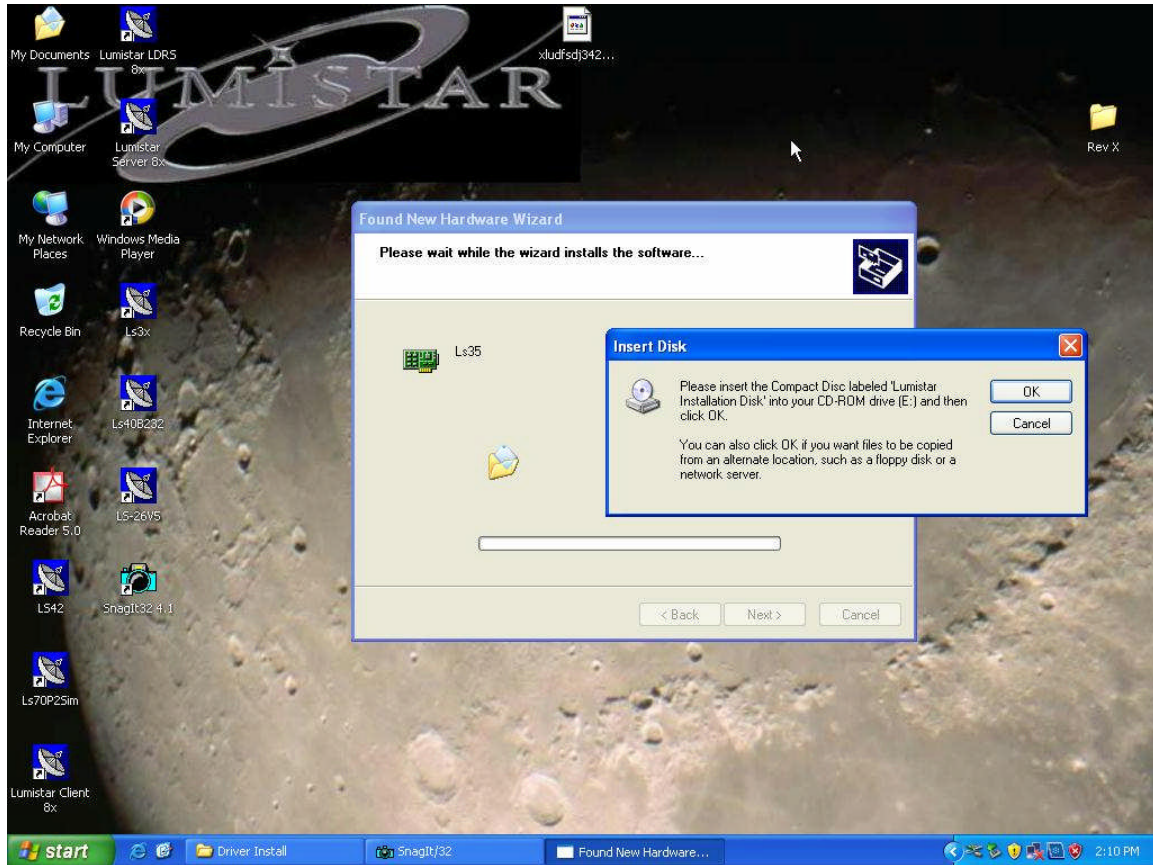 My Documents
Lumistar LDRS
8x
LUMISTAR
xludfsdj342...
My Computer
Lumistar
Server 8x
Rev X
My Network
Places
Windows Media
Player
Recycle Bin
Ls3x
Internet
Explorer
Ls40B232
Acrobat
Reader 5.0
LS-26V5
LS42
SnagIt32 4.1
Ls70P2Sim
Lumistar Client
8x
Found New Hardware Wizard
Please wait while the wizard installs the software...
Ls35
< Back
Next >
Cancel
Insert Disk
Please insert the Compact Disc labeled 'Lumistar
Installation Disk' into your CD-ROM drive (E:) and then
click OK.
You can also click OK if you want files to be copied
from an alternate location, such as a floppy disk or a
network server.
OK
Cancel
start
Driver Install
SnagIt/32
Found New Hardware...
2:10 PM